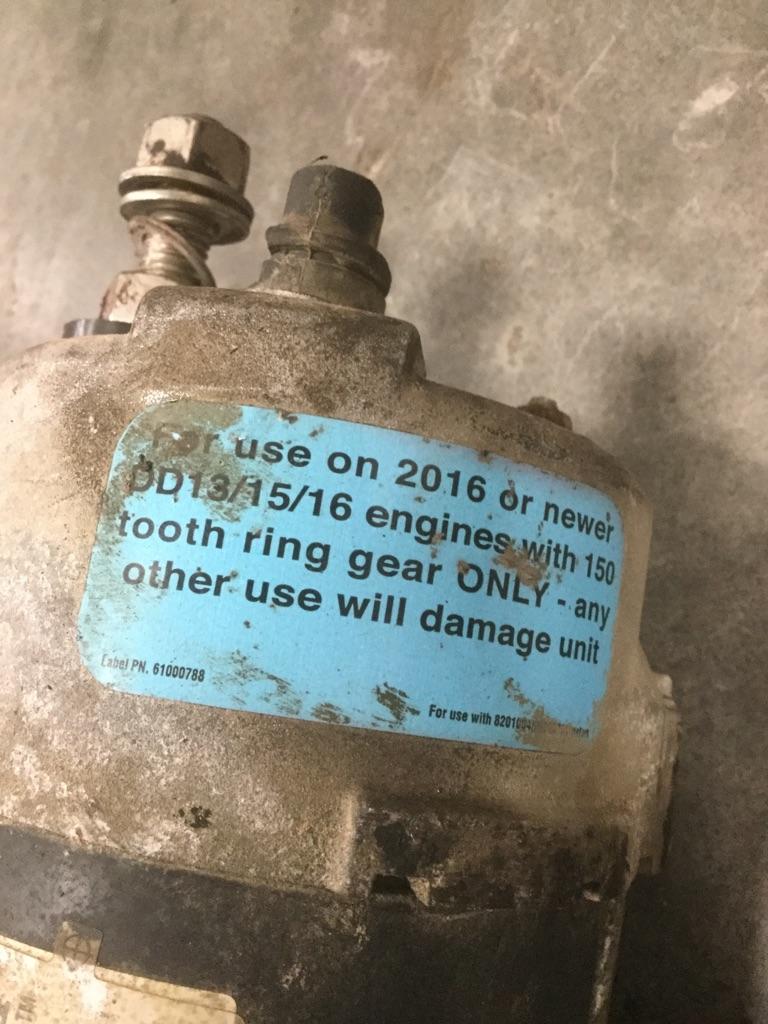 For use on 2016 or newer
DD13/15/16 engines with 150
tooth ring gear ONLY - any
other use will damage unit
Label PN. 61000788
For use with